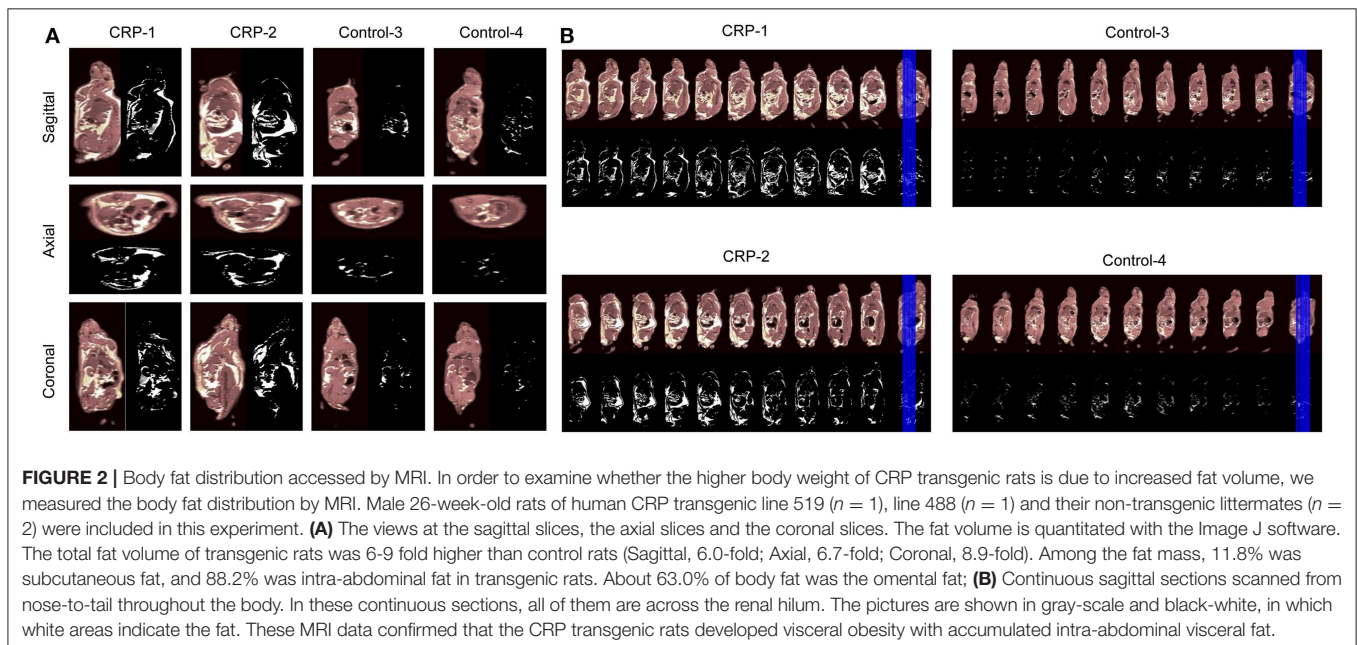 A
CRP-1
CRP-2
Control-3
Control-4
Sagittal
Axial
Coronal
B
CRP-1
Control-3
CRP-2
Control-4
FIGURE 2 | Body fat distribution accessed by MRI. In order to examine whether the higher body weight of CRP transgenic rats is due to increased fat volume, we
measured the body fat distribution by MRI. Male 26-week-old rats of human CRP transgenic line 519 (n = 1), line 488 (n = 1) and their non-transgenic littermates (n =
2) were included in this experiment. (A) The views at the sagittal slices, the axial slices and the coronal slices. The fat volume is quantitated with the Image J software.
The total fat volume of transgenic rats was 6-9 fold higher than control rats (Sagittal, 6.0-fold; Axial, 6.7-fold; Coronal, 8.9-fold). Among the fat mass, 11.8% was
subcutaneous fat, and 88.2% was intra-abdominal fat in transgenic rats. About 63.0% of body fat was the omental fat; (B) Continuous sagittal sections scanned from
nose-to-tail throughout the body. In these continuous sections, all of them are across the renal hilum. The pictures are shown in gray-scale and black-white, in which
white areas indicate the fat. These MRI data confirmed that the CRP transgenic rats developed visceral obesity with accumulated intra-abdominal visceral fat.